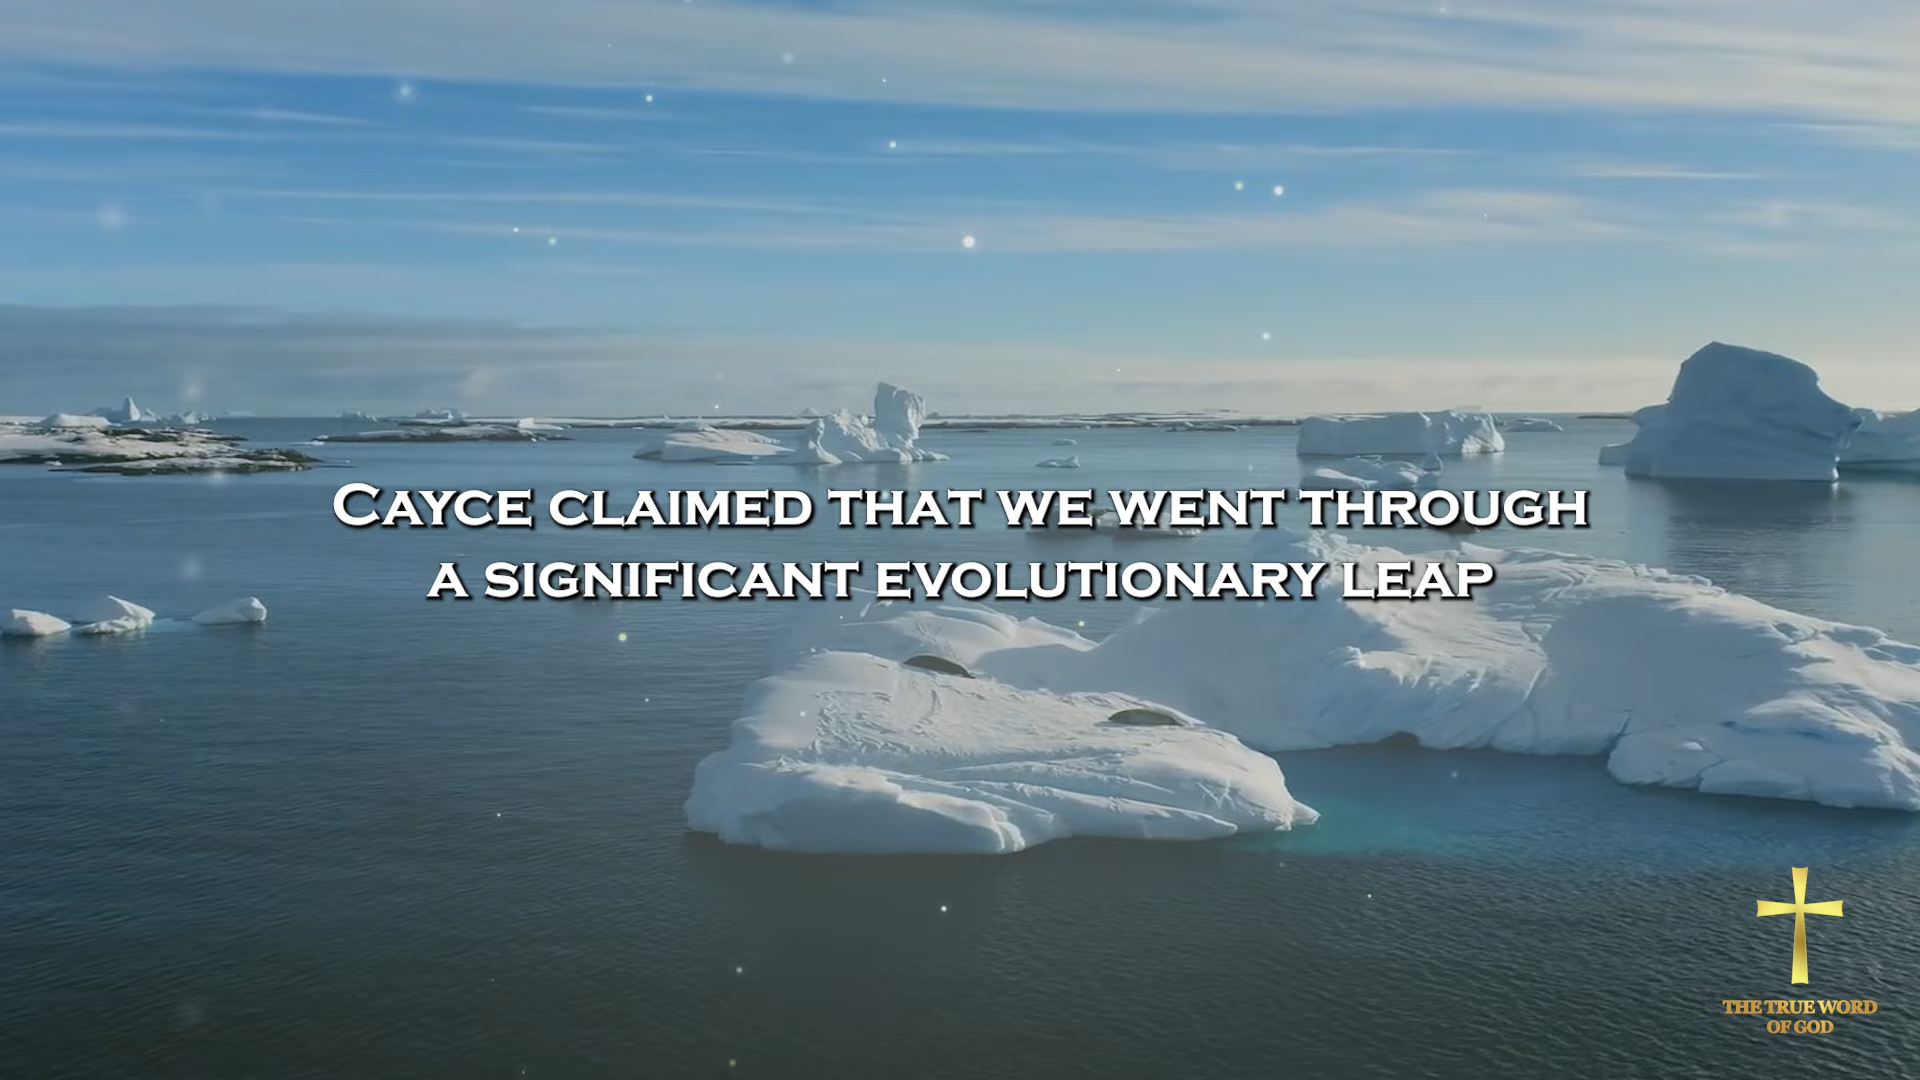 Cayce claimed that we went through
a significant evolutionary leap
THE TRUE WORD
OF GOD